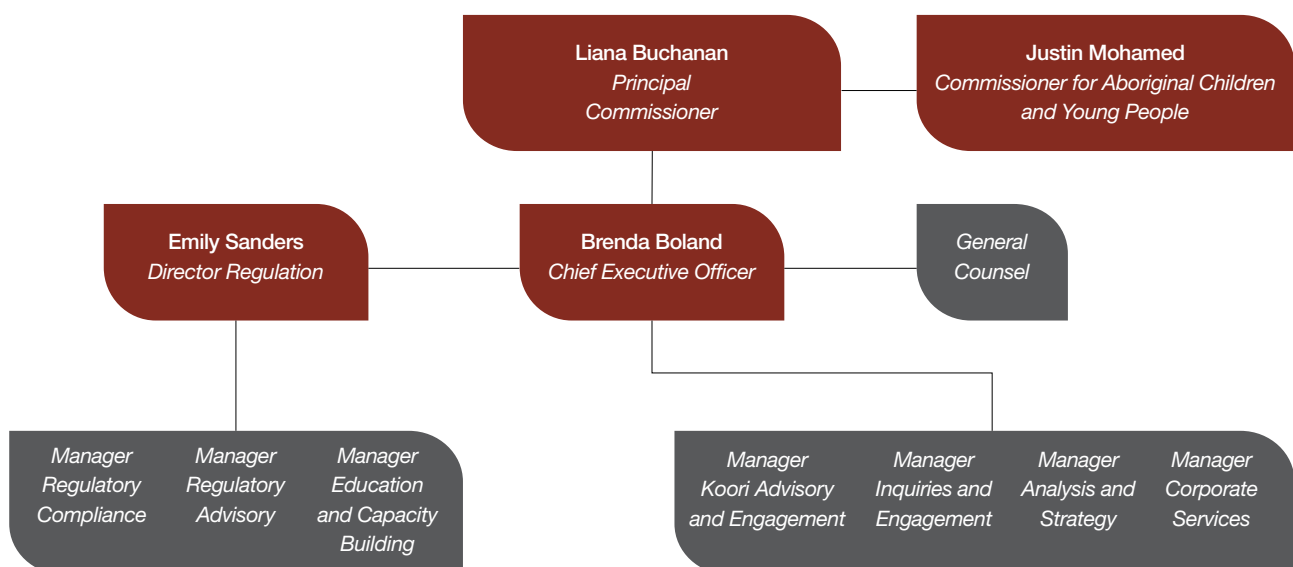 Liana Buchanan
Principal
Commissioner
Justin Mohamed
Commissioner for Aboriginal Children
and Young People
Emily Sanders
Director Regulation
Brenda Boland
Chief Executive Officer
General
Counsel
Manager
Regulatory
Compliance
Manager
Regulatory
Advisory
Manager
Education
and Capacity
Building
Manager
Koori Advisory
and Engagement
Manager
Inquiries and
Engagement
Manager
Analysis and
Strategy
Manager
Corporate
Services